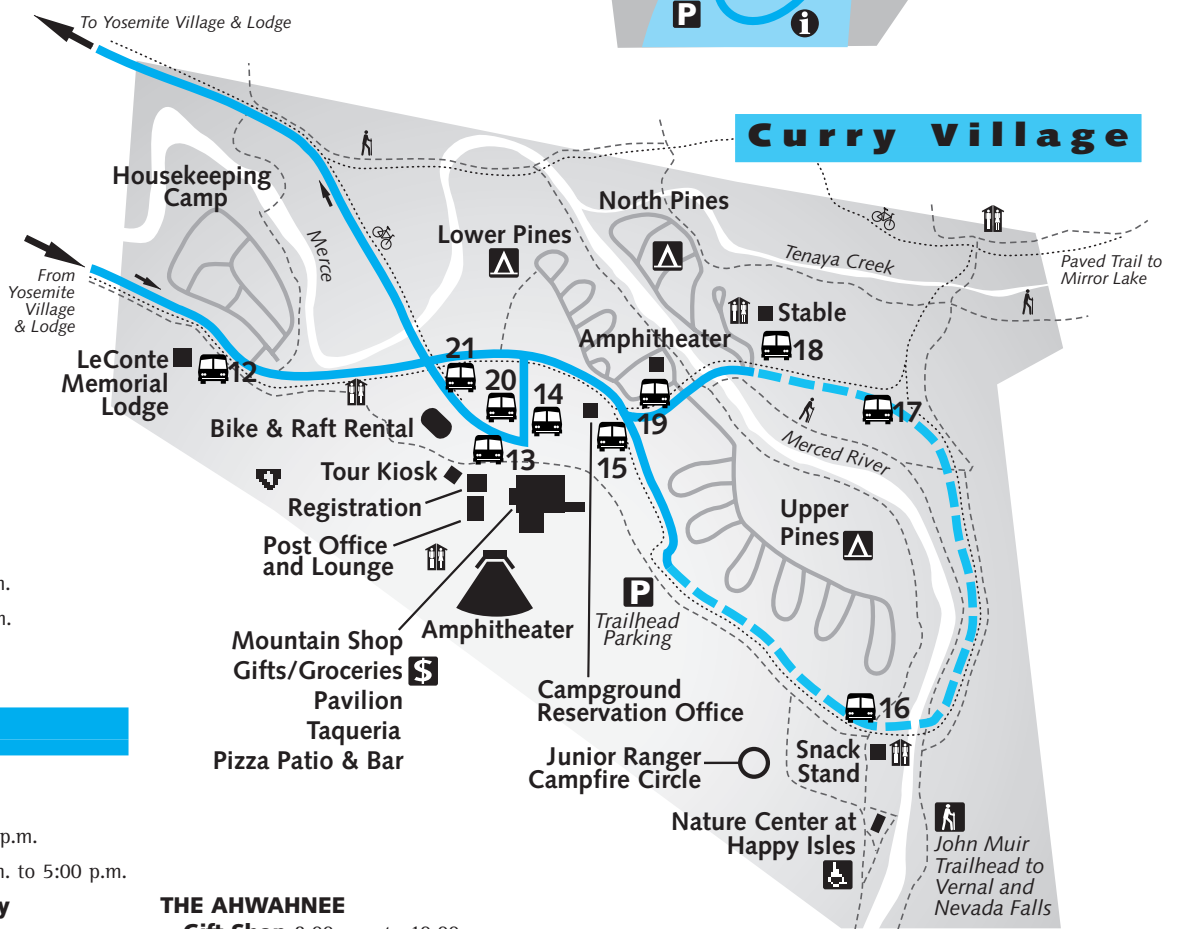 To Yosemite Village & Lodge
P
i
Curry Village
Housekeeping
Camp
Merce
North Pines
Lower Pines
Tenaya Creek
Paved Trail to
Mirror Lake
From
Yosemite
Village
& Lodge
Stable
Amphitheater
18
LeConte
Memorial
Lodge
12
21
20
14
17
19
Bike & Raft Rental
13
15
Merced River
Tour Kiosk
Registration
Upper
Pines
Post Office
and Lounge
P
Trailhead
Parking
Amphitheater
Mountain Shop
Gifts/Groceries $
Pavilion
Taqueria
Pizza Patio & Bar
Campground
Reservation Office
16
Junior Ranger
Campfire Circle
Snack
Stand
Nature Center at
Happy Isles
John Muir
Trailhead to
Vernal and
Nevada Falls
p.m.
m. to 5:00 p.m.
y
THE AHWAHNEE